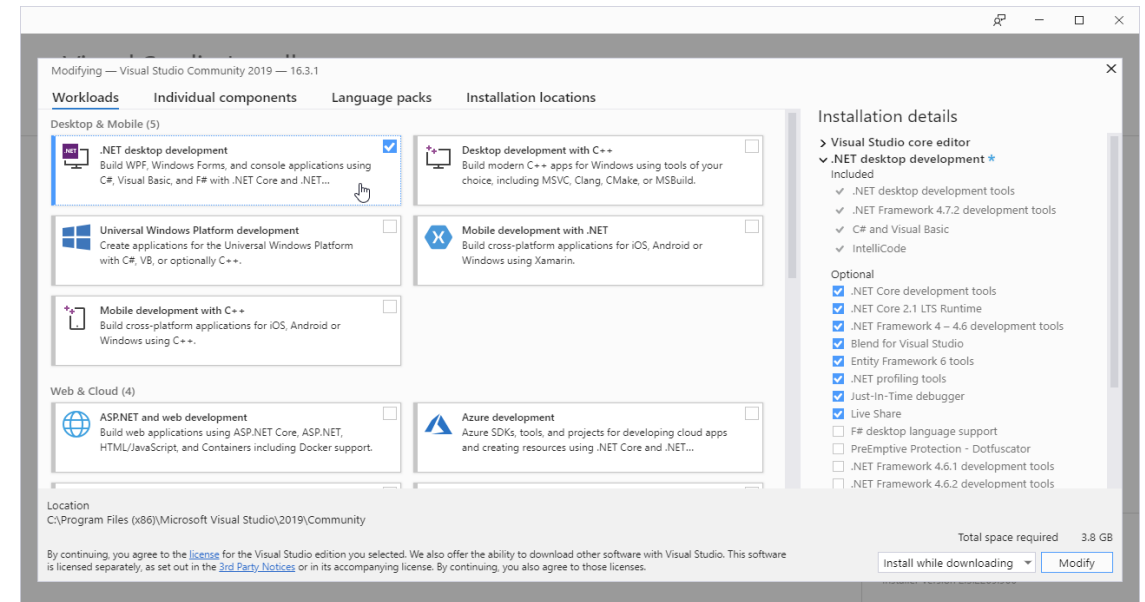 Modifying — Visual Studio Community 2019 — 16.3.1
Workloads
Individual components
Language packs
Installation locations
Desktop & Mobile (5)
.NET
.NET desktop development
Build WPF, Windows Forms, and console applications using
C#, Visual Basic, and F# with .NET Core and .NET...
Desktop development with C++
Build modern C++ apps for Windows using tools of your
choice, including MSVC, Clang, CMake, or MSBuild.
Universal Windows Platform development
Create applications for the Universal Windows Platform
with C#, VB, or optionally C++.
Mobile development with .NET
Build cross-platform applications for iOS, Android or
Windows using Xamarin.
Mobile development with C++
Build cross-platform applications for iOS, Android or
Windows using C++.
Web & Cloud (4)
ASP.NET and web development
Build web applications using ASP.NET Core, ASP.NET,
HTML/JavaScript, and Containers including Docker support.
Azure development
Azure SDKs, tools, and projects for developing cloud apps
and creating resources using .NET Core and .NET...
Installation details
Visual Studio core editor
.NET desktop development *
Included
.NET desktop development tools
.NET Framework 4.7.2 development tools
C# and Visual Basic
IntelliCode
Optional
.NET Core development tools
.NET Core 2.1 LTS Runtime
.NET Framework 4 – 4.6 development tools
Blend for Visual Studio
Entity Framework 6 tools
.NET profiling tools
Just-In-Time debugger
Live Share
F# desktop language support
PreEmptive Protection - Dotfuscator
.NET Framework 4.6.1 development tools
.NET Framework 4.6.2 development tools
Location
C:\Program Files (x86)\Microsoft Visual Studio\2019\Community
By continuing, you agree to the license for the Visual Studio edition you selected. We also offer the ability to download other software with Visual Studio. This software
is licensed separately, as set out in the 3rd Party Notices or in its accompanying license. By continuing, you also agree to those licenses.
Total space required 3.8 GB
Install while downloading
Modify